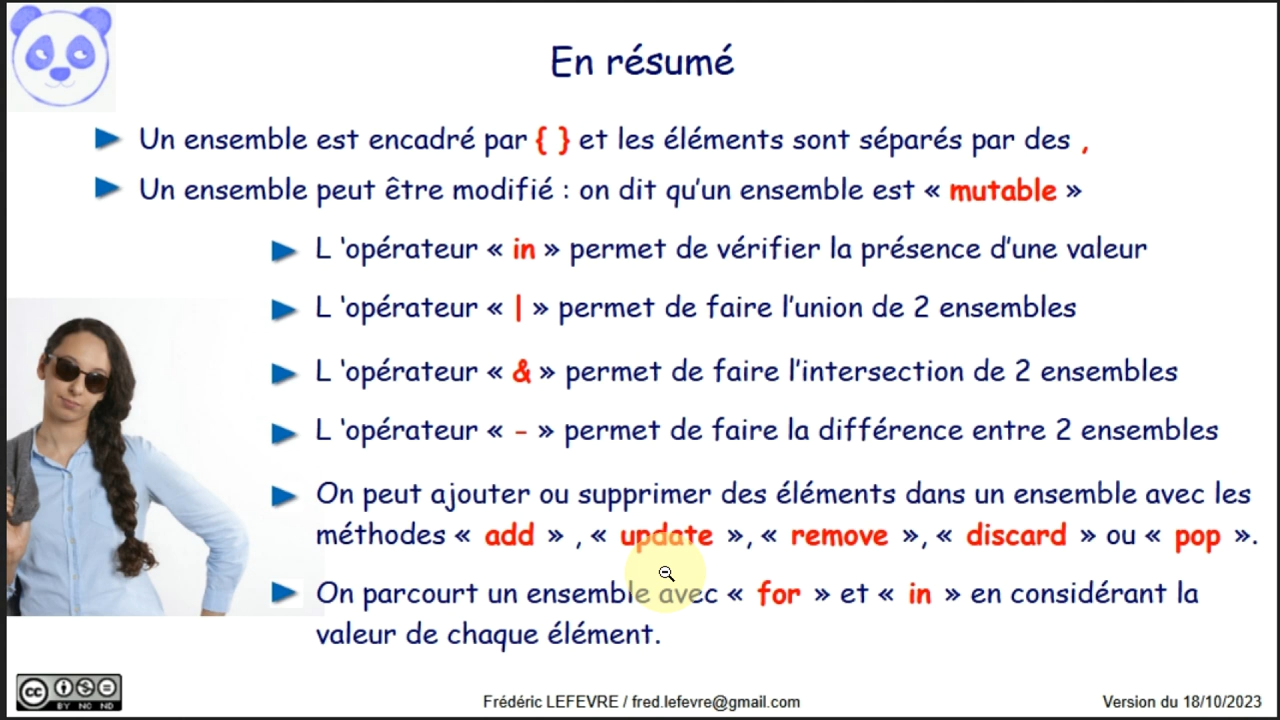 En résumé
Un ensemble est encadré par { } et les éléments sont séparés par des ,
Un ensemble peut être modifié : on dit qu'un ensemble est « mutable »
L 'opérateur « in » permet de vérifier la présence d'une valeur
L 'opérateur « | » permet de faire l'union de 2 ensembles
L 'opérateur « & » permet de faire l'intersection de 2 ensembles
L 'opérateur « - » permet de faire la différence entre 2 ensembles
On peut ajouter ou supprimer des éléments dans un ensemble avec les
méthodes « add » , « update », « remove », « discard » ou « pop ».
On parcourt un ensemble avec « for » et « in » en considérant la
valeur de chaque élément.
cc BY NC ND
Frédéric LEFEVRE / fred.lefevre@gmail.com
Version du 18/10/2023